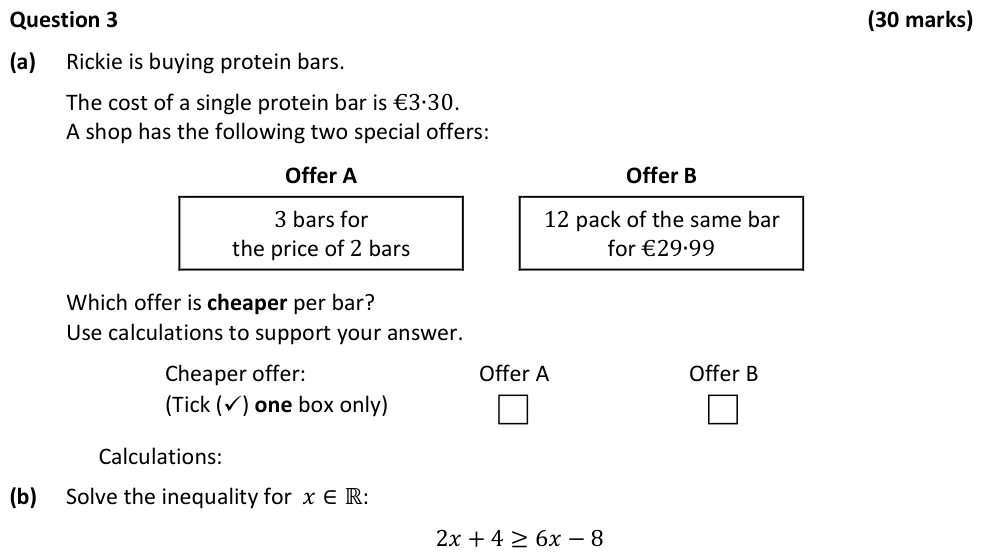 Question 3 (30 marks)
(a) Rickie is buying protein bars.
The cost of a single protein bar is €3·30.
A shop has the following two special offers:
Offer A Offer B
3 bars for
the price of 2 bars
12 pack of the same bar
for €29·99
Which offer is cheaper per bar?
Use calculations to support your answer.
Cheaper offer: Offer A Offer B
(Tick (✓) one box only)
Calculations:
(b) Solve the inequality for x ∈ ℝ:
2x + 4 ≥ 6x − 8